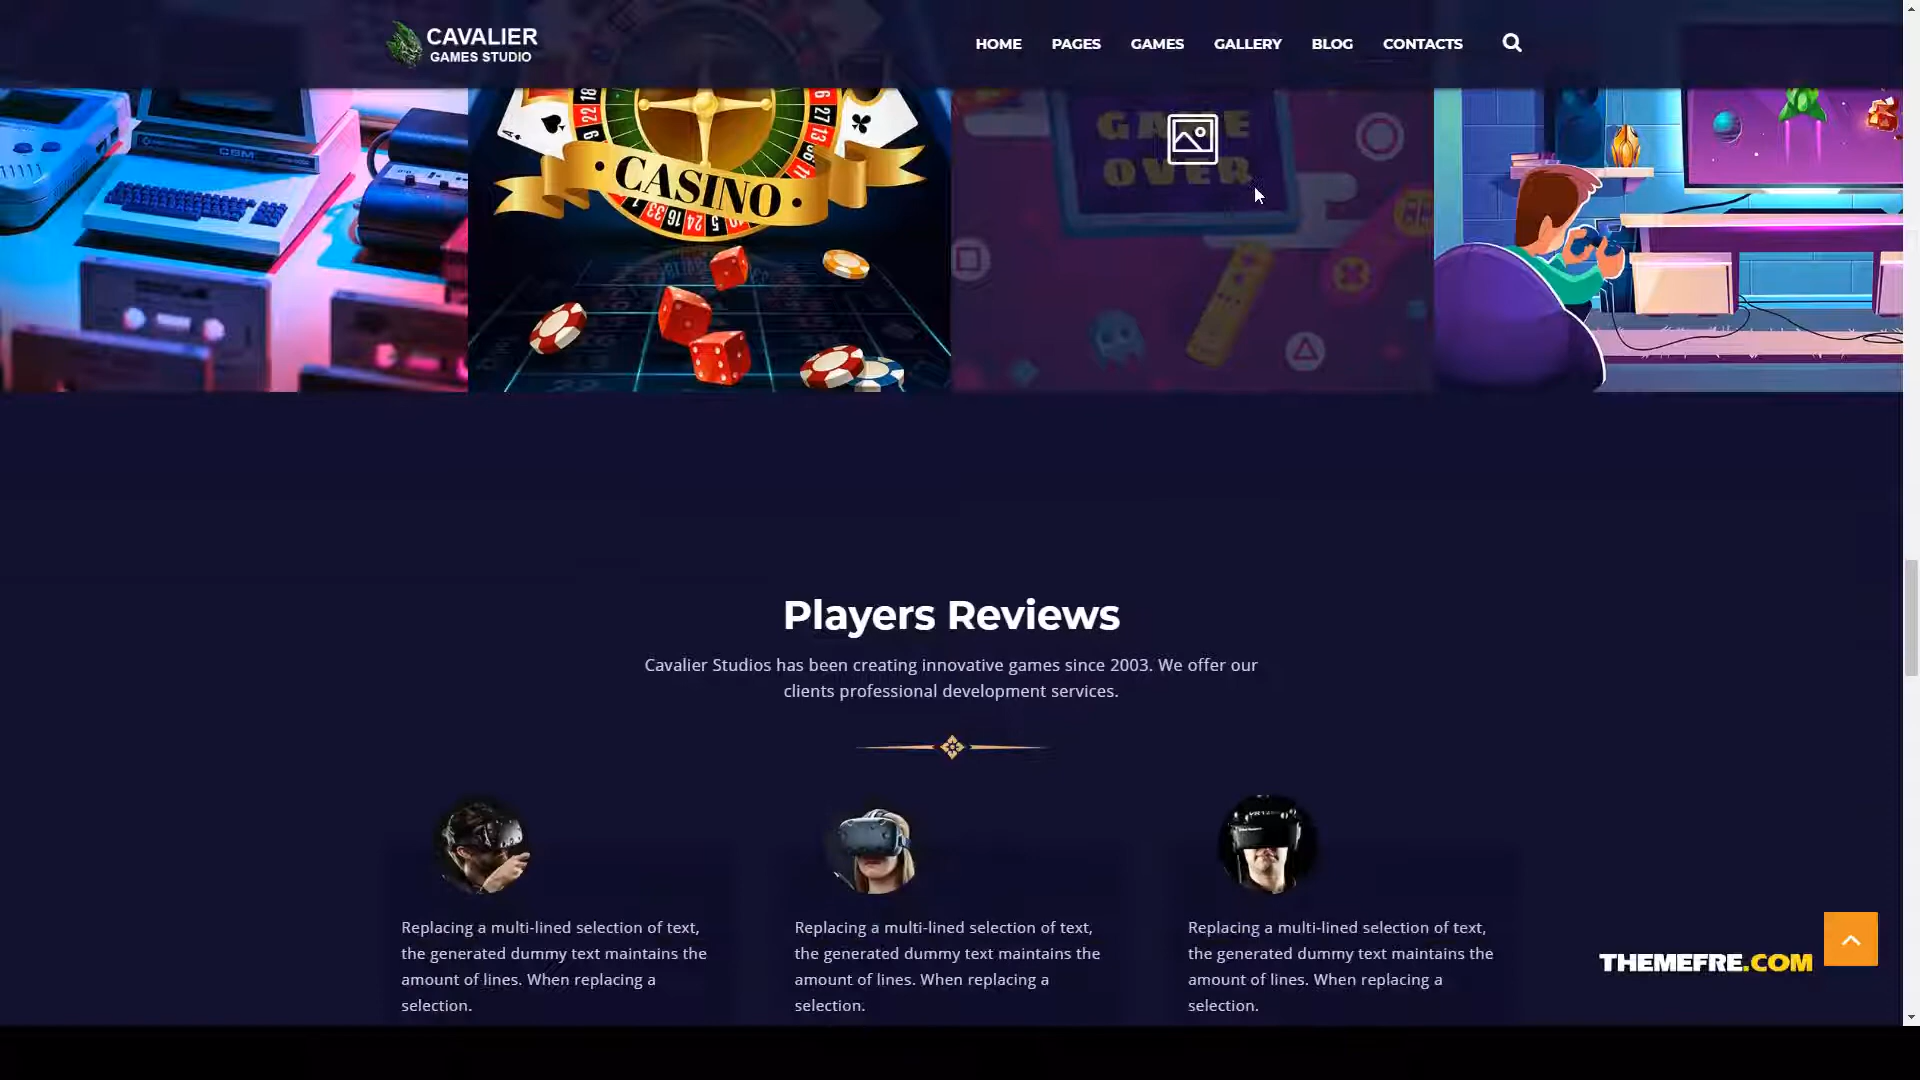 CAVALIER
GAMES STUDIO
HOME PAGES GAMES GALLERY BLOG CONTACTS
CASINO
GAME
OVER
Players Reviews
Cavalier Studios has been creating innovative games since 2003. We offer our
clients professional development services.
Replacing a multi-lined selection of text,
the generated dummy text maintains the
amount of lines. When replacing a
selection.
Replacing a multi-lined selection of text,
the generated dummy text maintains the
amount of lines. When replacing a
selection.
Replacing a multi-lined selection of text,
the generated dummy text maintains the
amount of lines. When replacing a
selection.
THEMEFRE.COM